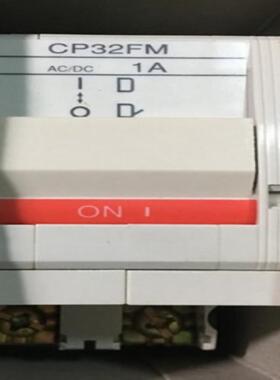 CP32FM
AC/DC 1A
I
O
ON I